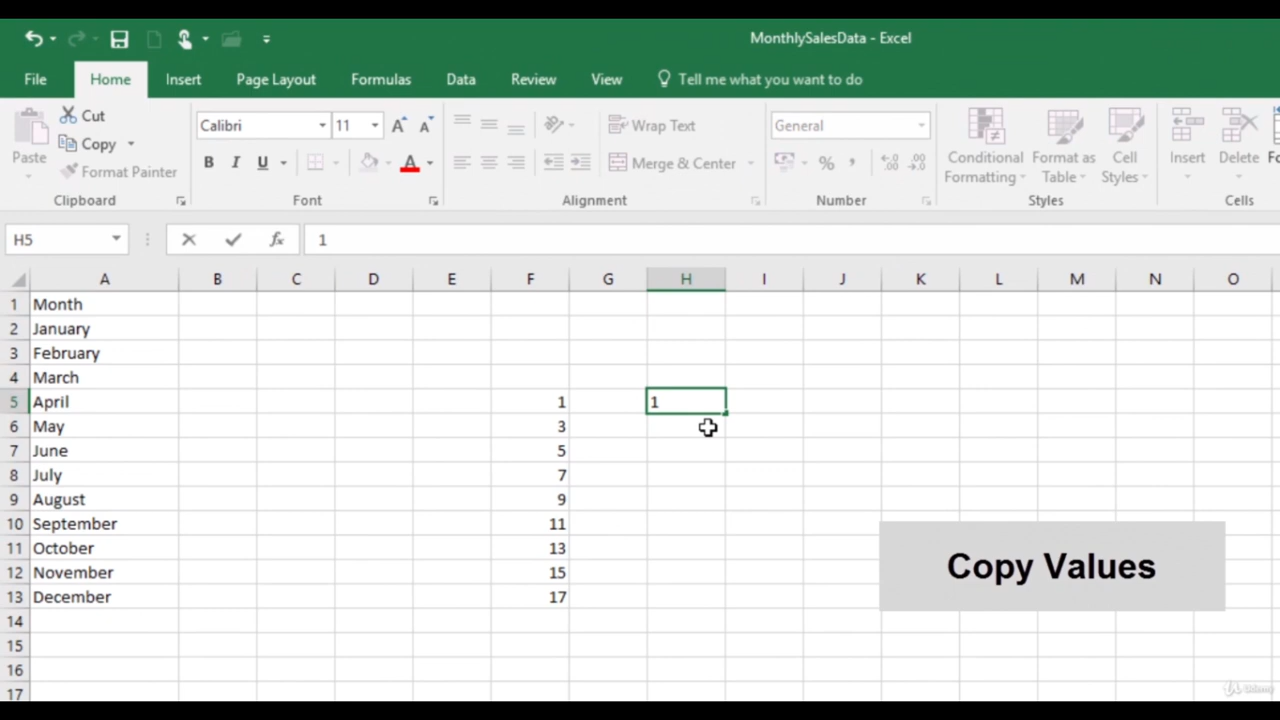 MonthlySalesData - Excel
File Home Insert Page Layout Formulas Data Review View Tell me what you want to do
Cut
Copy
Format Painter
Paste
Clipboard
Calibri 11 A A
B I U A
Font
Wrap Text
Merge & Center
Alignment
General
%
.00
.00
Number
Conditional Formatting
Format as Table
Cell Styles
Styles
Insert Delete Fo
Cells
H5 fx 1
A B C D E F G H I J K L M N O
1 Month
2 January
3 February
4 March
5 April 1 1
6 May 3
7 June 5
8 July 7
9 August 9
10 September 11
11 October 13
12 November 15
13 December 17
14
15
16
17
Copy Values
Udemy